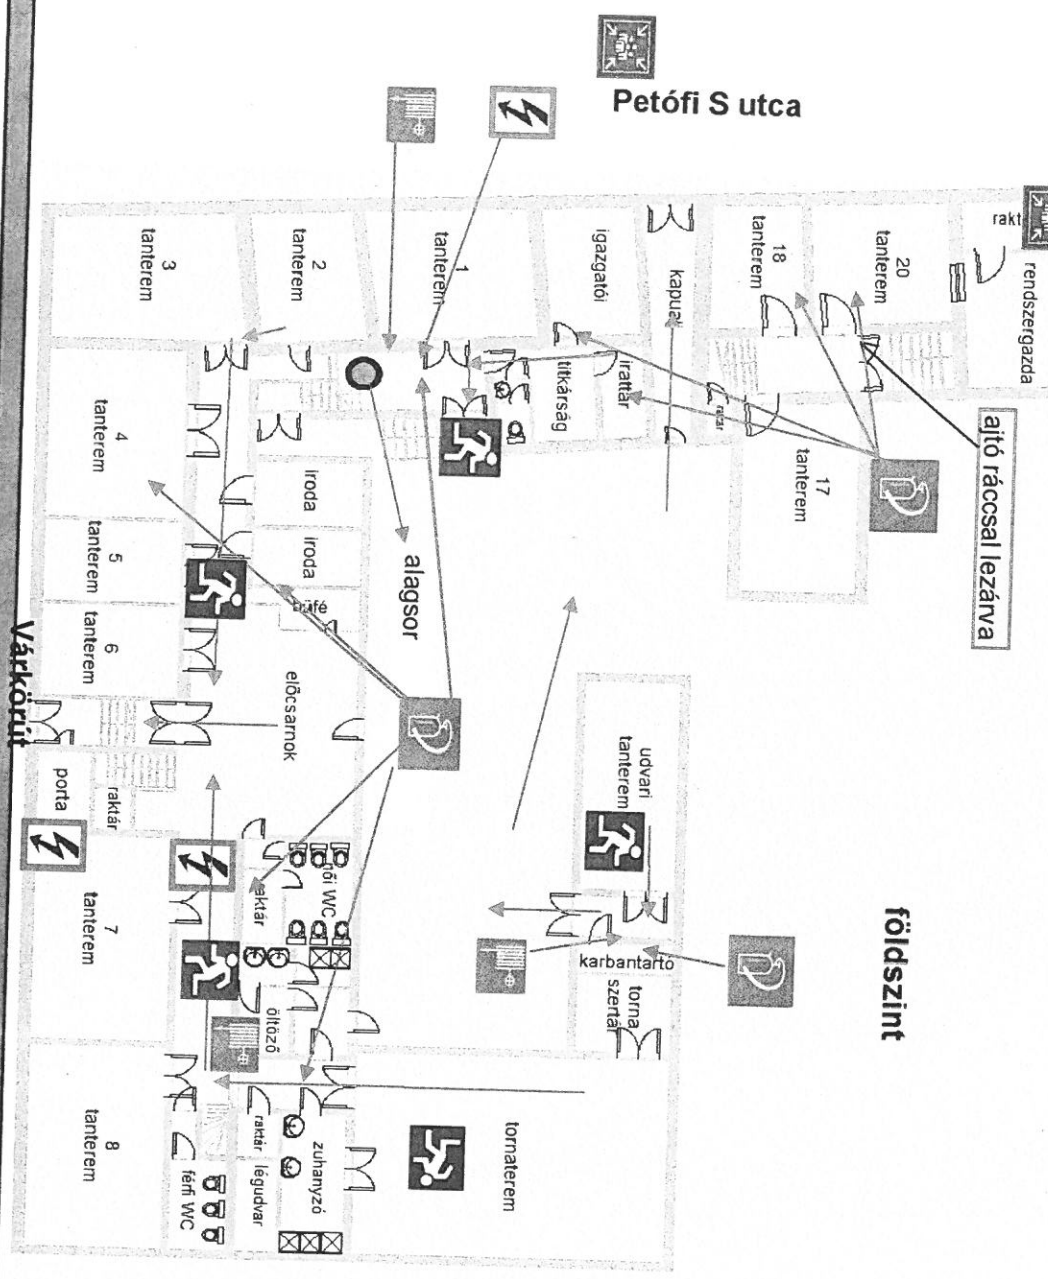 Petófi S utca
rakt
rendszergazda
20
tanterem
18
tanterem
kapualj
igazgatói
1
tanterem
2
tanterem
3
tanterem
irattár
titkárság
raktár
17
tanterem
ajtó ráccsal lezárva
4
tanterem
iroda
iroda
büfé
alagsor
5
tanterem
6
tanterem
előcsarnok
Várkörút
porta
raktár
udvari
tanterem
földszint
7
tanterem
raktár
női WC
karbantartó
torna
szertár
öltöző
8
tanterem
férfi WC
raktár
légudvar
zuhanyzó
tornaterem